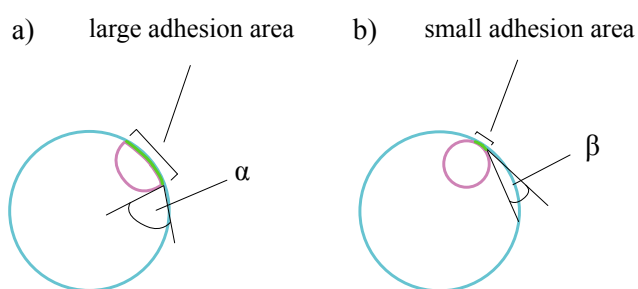 a) large adhesion area
b) small adhesion area
α
β